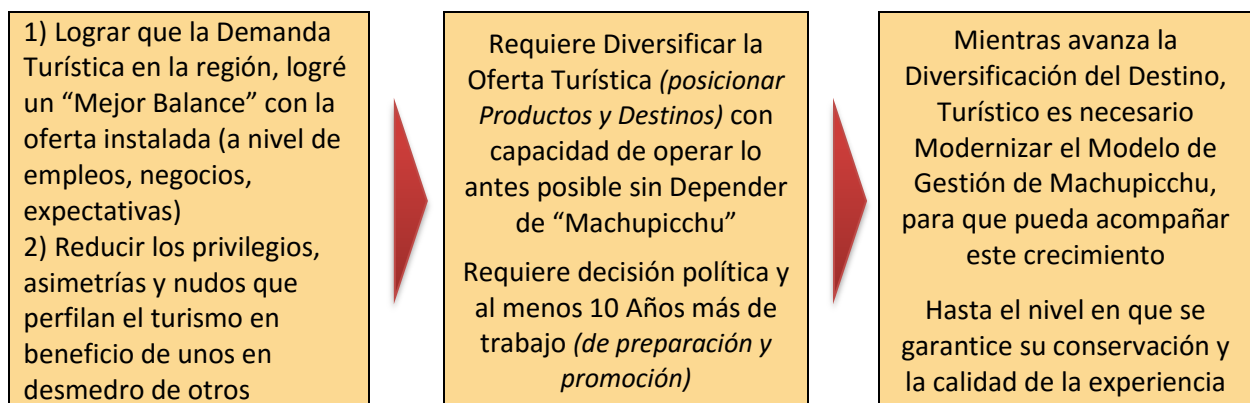 1) Lograr que la Demanda
Turística en la región, logré
un “Mejor Balance” con la
oferta instalada (a nivel de
empleos, negocios,
expectativas)
2) Reducir los privilegios,
asimetrías y nudos que
perfilan el turismo en
beneficio de unos en
desmedro de otros
Requiere Diversificar la
Oferta Turística (posicionar
Productos y Destinos) con
capacidad de operar lo
antes posible sin Depender
de “Machupicchu”
Requiere decisión política y
al menos 10 Años más de
trabajo (de preparación y
promoción)
Mientras avanza la
Diversificación del Destino,
Turístico es necesario
Modernizar el Modelo de
Gestión de Machupicchu,
para que pueda acompañar
este crecimiento
Hasta el nivel en que se
garantice su conservación y
la calidad de la experiencia